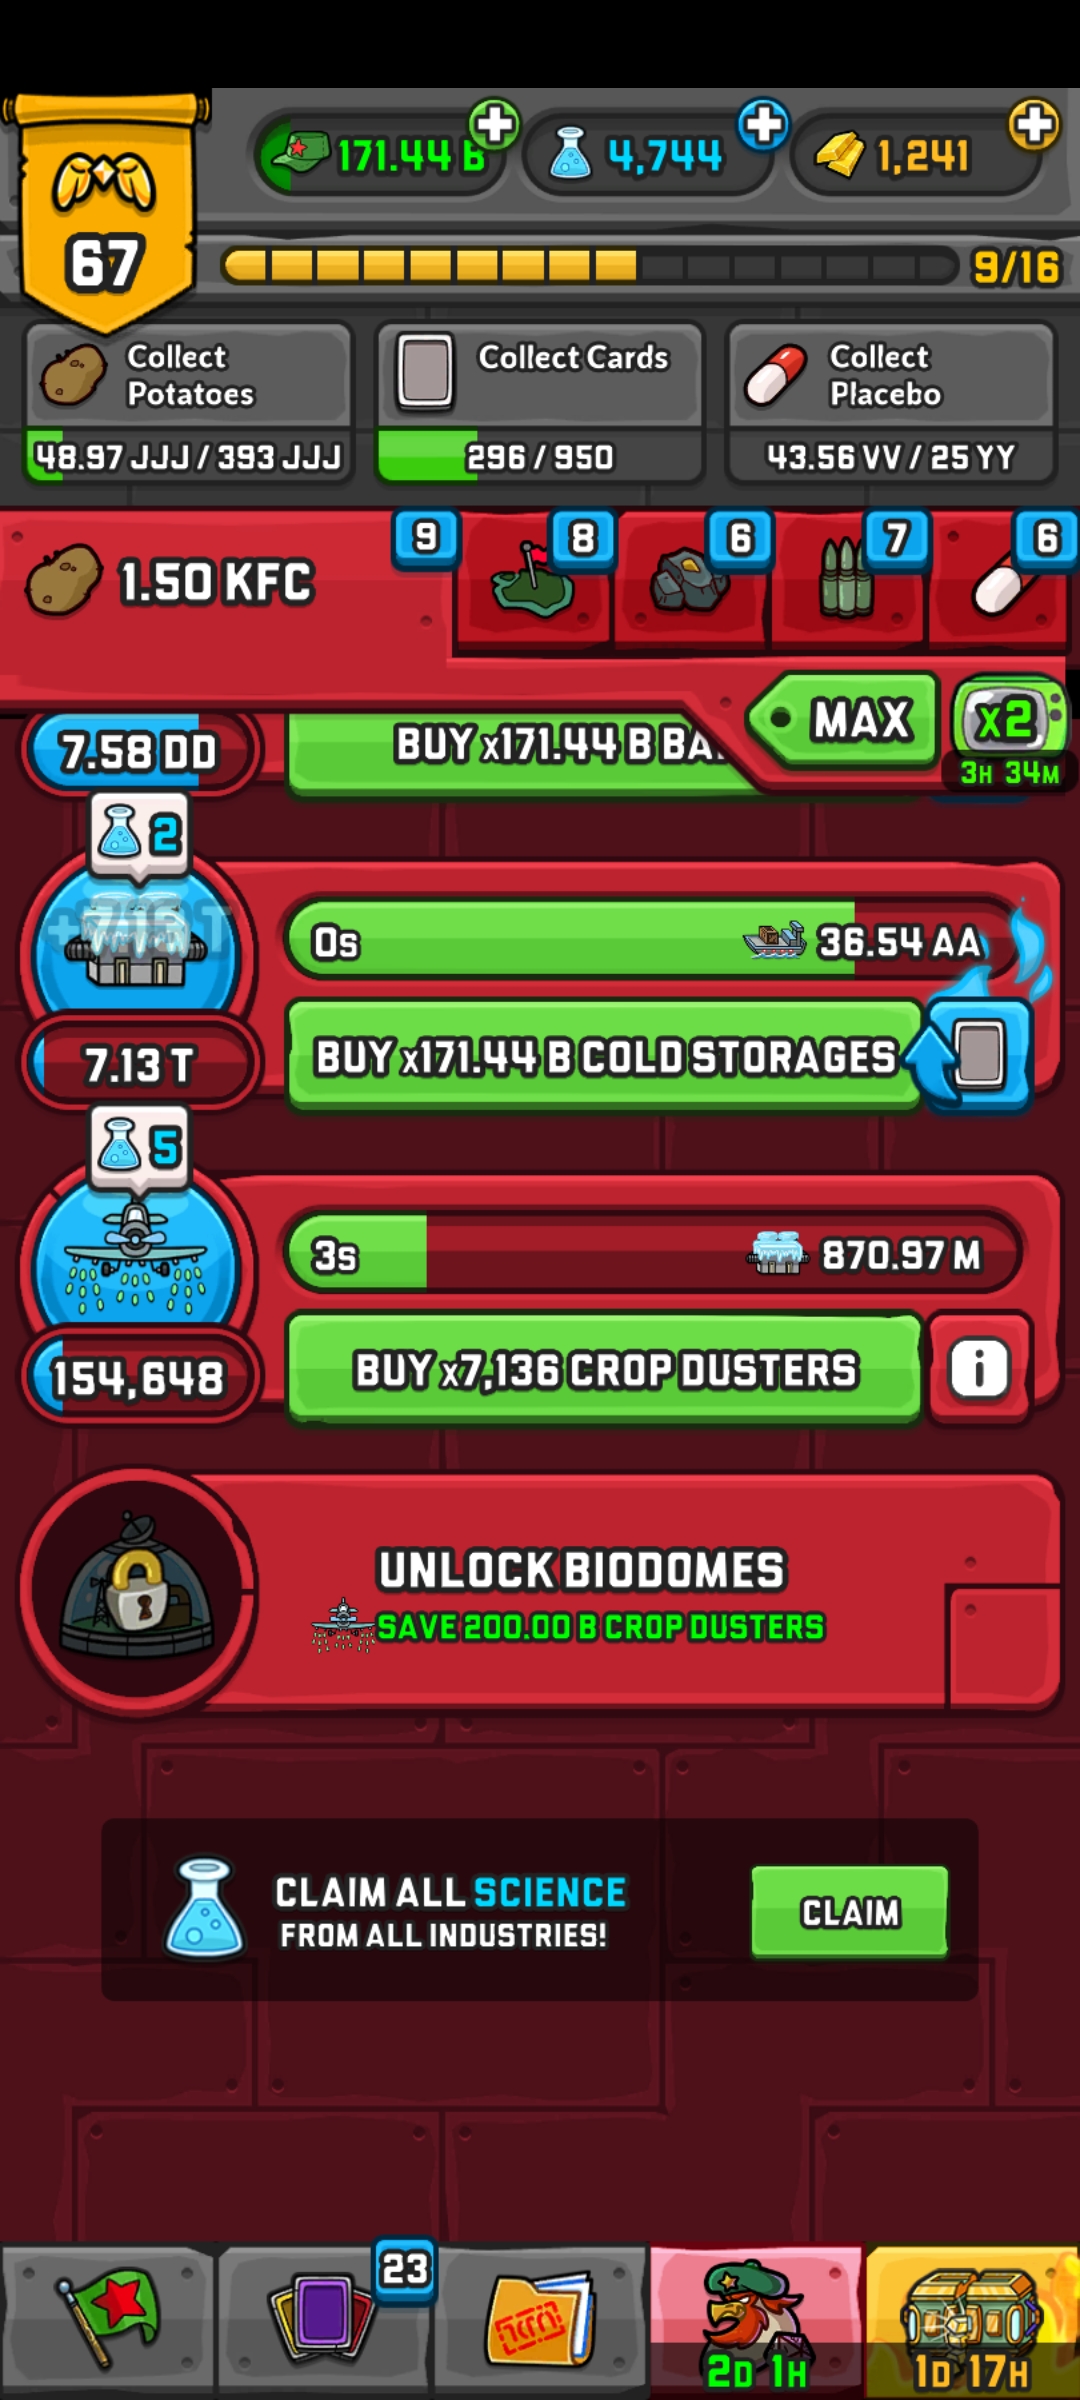 171.44 B
4,744
1,241
67
9/16
Collect
Potatoes
48.97 JJJ / 393 JJJ
Collect Cards
296 / 950
Collect
Placebo
43.56 VV / 25 YY
1.50 KFC
9
8
6
7
6
MAX
x2
3H 34M
7.58 DD
BUY x171.44 B BA
2
0s
36.54 AA
7.13 T
BUY x171.44 B COLD STORAGES
5
3s
870.97 M
154,648
BUY x7,136 CROP DUSTERS
i
UNLOCK BIODOMES
SAVE 200.00 B CROP DUSTERS
CLAIM ALL SCIENCE
FROM ALL INDUSTRIES!
CLAIM
23
2D 1H
1D 17H